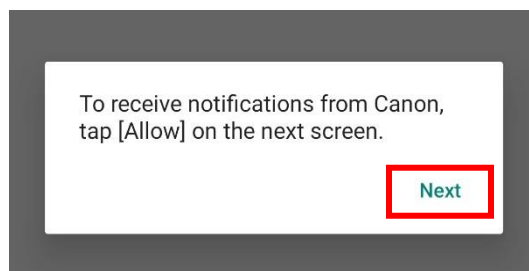 To receive notifications from Canon,
tap [Allow] on the next screen.
Next